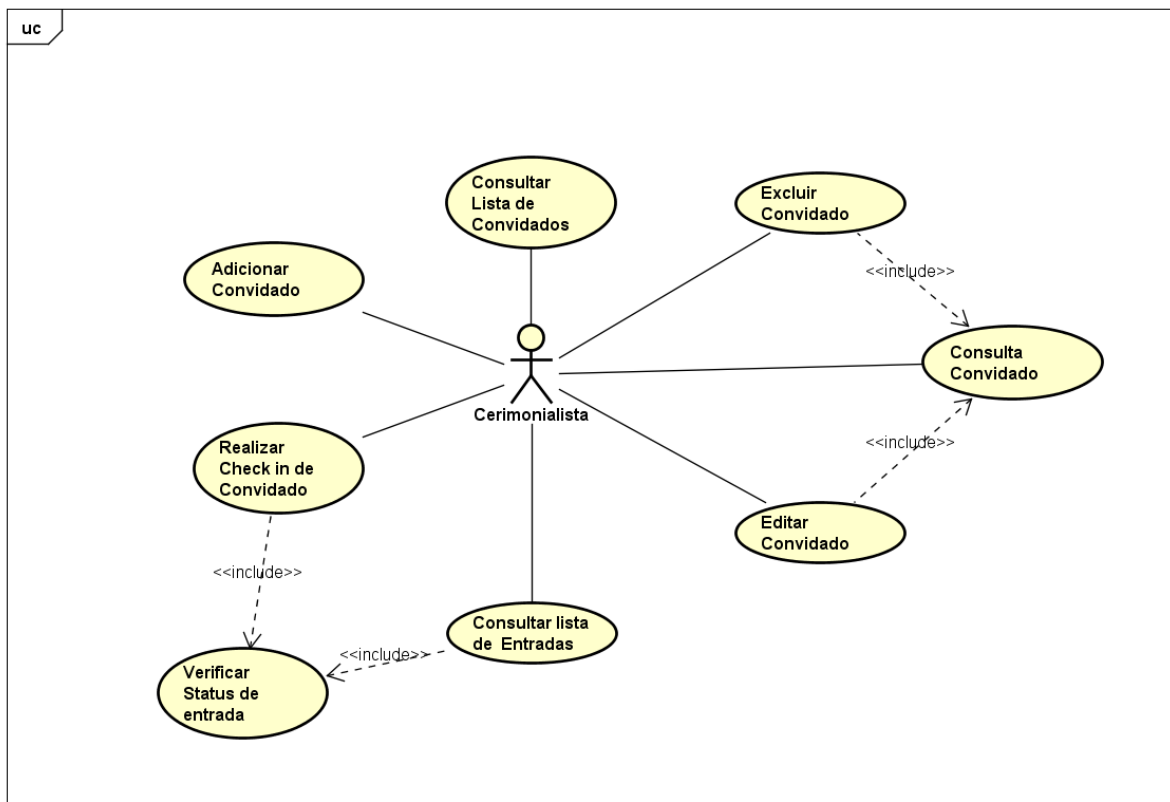 uc
Consultar
Lista de
Convidados
Excluir
Convidado
Adicionar
Convidado
<<include>>
Consulta
Convidado
Cerimonialista
Realizar
Check in de
Convidado
<<include>>
Editar
Convidado
<<include>>
Consultar lista
de Entradas
<<include>>
Verificar
Status de
entrada